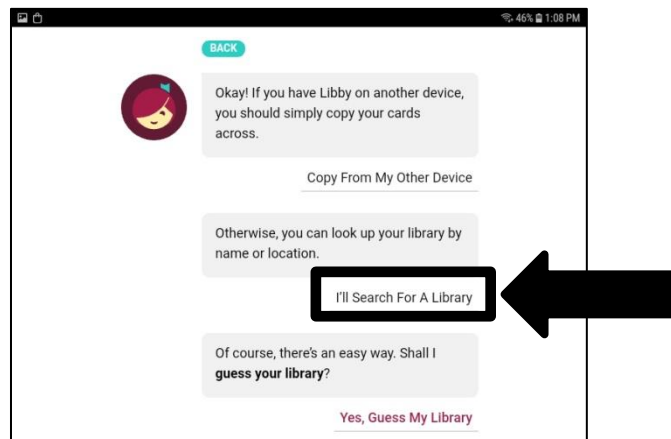 46% 1:08 PM
BACK
Okay! If you have Libby on another device,
you should simply copy your cards
across.
Copy From My Other Device
Otherwise, you can look up your library by
name or location.
I'll Search For A Library
Of course, there's an easy way. Shall I
guess your library?
Yes, Guess My Library